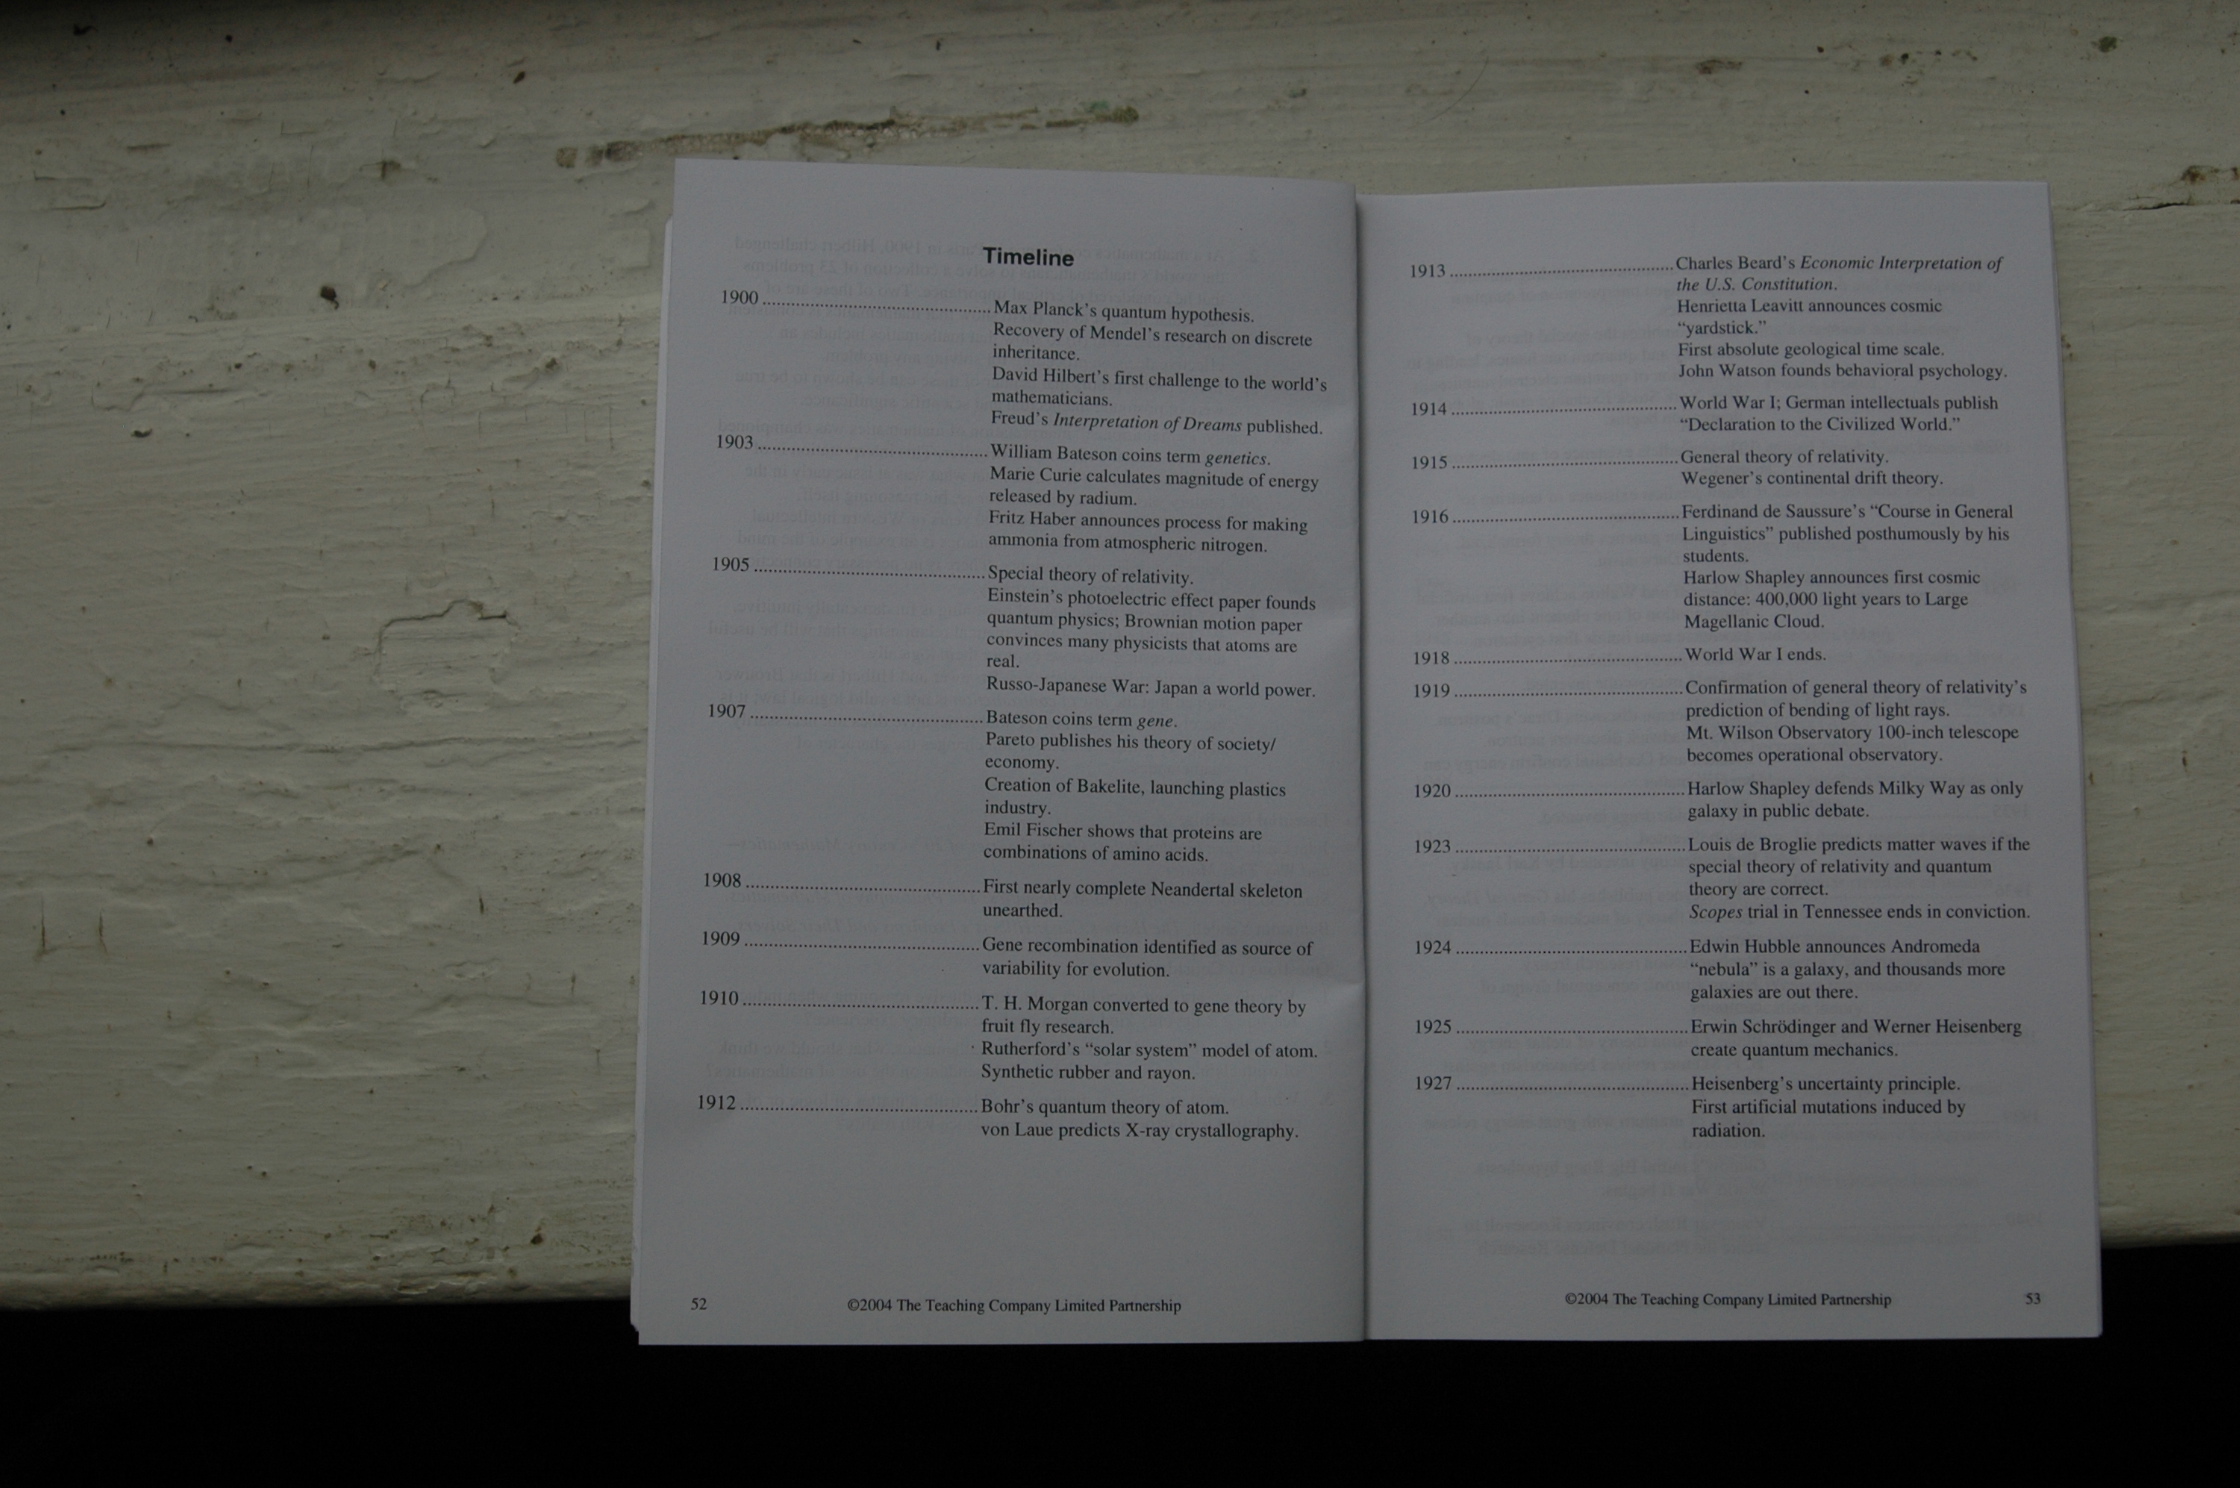 Timeline
1900 ........................................ Max Planck's quantum hypothesis.
Recovery of Mendel's research on discrete
inheritance.
David Hilbert's first challenge to the world's
mathematicians.
Freud's Interpretation of Dreams published.
1903 ........................................ William Bateson coins term genetics.
Marie Curie calculates magnitude of energy
released by radium.
Fritz Haber announces process for making
ammonia from atmospheric nitrogen.
1905 ........................................ Special theory of relativity.
Einstein's photoelectric effect paper founds
quantum physics; Brownian motion paper
convinces many physicists that atoms are
real.
Russo-Japanese War: Japan a world power.
1907 ........................................ Bateson coins term gene.
Pareto publishes his theory of society/
economy.
Creation of Bakelite, launching plastics
industry.
Emil Fischer shows that proteins are
combinations of amino acids.
1908 ........................................ First nearly complete Neandertal skeleton
unearthed.
1909 ........................................ Gene recombination identified as source of
variability for evolution.
1910 ........................................ T. H. Morgan converted to gene theory by
fruit fly research.
Rutherford's "solar system" model of atom.
Synthetic rubber and rayon.
1912 ........................................ Bohr's quantum theory of atom.
von Laue predicts X-ray crystallography.
52 ©2004 The Teaching Company Limited Partnership
1913 ........................................ Charles Beard's Economic Interpretation of
the U.S. Constitution.
Henrietta Leavitt announces cosmic
"yardstick."
First absolute geological time scale.
John Watson founds behavioral psychology.
1914 ........................................ World War I; German intellectuals publish
"Declaration to the Civilized World."
1915 ........................................ General theory of relativity.
Wegener's continental drift theory.
1916 ........................................ Ferdinand de Saussure's "Course in General
Linguistics" published posthumously by his
students.
Harlow Shapley announces first cosmic
distance: 400,000 light years to Large
Magellanic Cloud.
1918 ........................................ World War I ends.
1919 ........................................ Confirmation of general theory of relativity's
prediction of bending of light rays.
Mt. Wilson Observatory 100-inch telescope
becomes operational observatory.
1920 ........................................ Harlow Shapley defends Milky Way as only
galaxy in public debate.
1923 ........................................ Louis de Broglie predicts matter waves if the
special theory of relativity and quantum
theory are correct.
Scopes trial in Tennessee ends in conviction.
1924 ........................................ Edwin Hubble announces Andromeda
"nebula" is a galaxy, and thousands more
galaxies are out there.
1925 ........................................ Erwin Schrödinger and Werner Heisenberg
create quantum mechanics.
1927 ........................................ Heisenberg's uncertainty principle.
First artificial mutations induced by
radiation.
©2004 The Teaching Company Limited Partnership 53